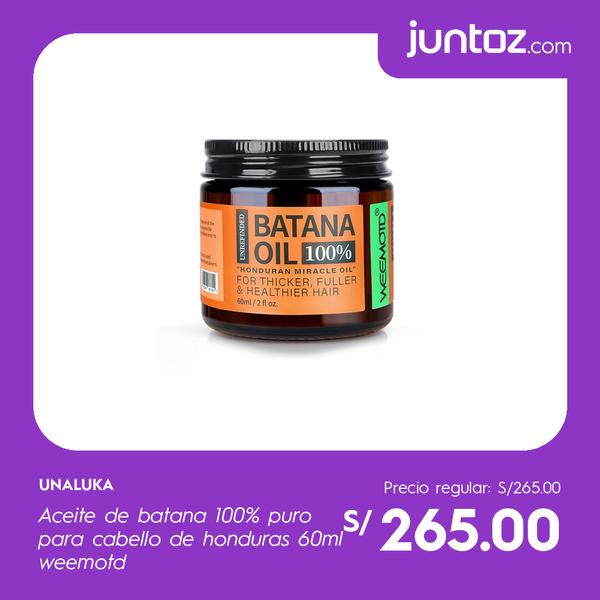 juntoz.com
UNREFINDED
BATANA
OIL 100%
"HONDURAN MIRACLE OIL"
FOR THICKER, FULLER
& HEALTHIER HAIR
60ml / 2 fl oz.
WEEMOTD®
UNALUKA
Aceite de batana 100% puro
para cabello de honduras 60ml
weemotd
Precio regular: S/265.00
S/ 265.00